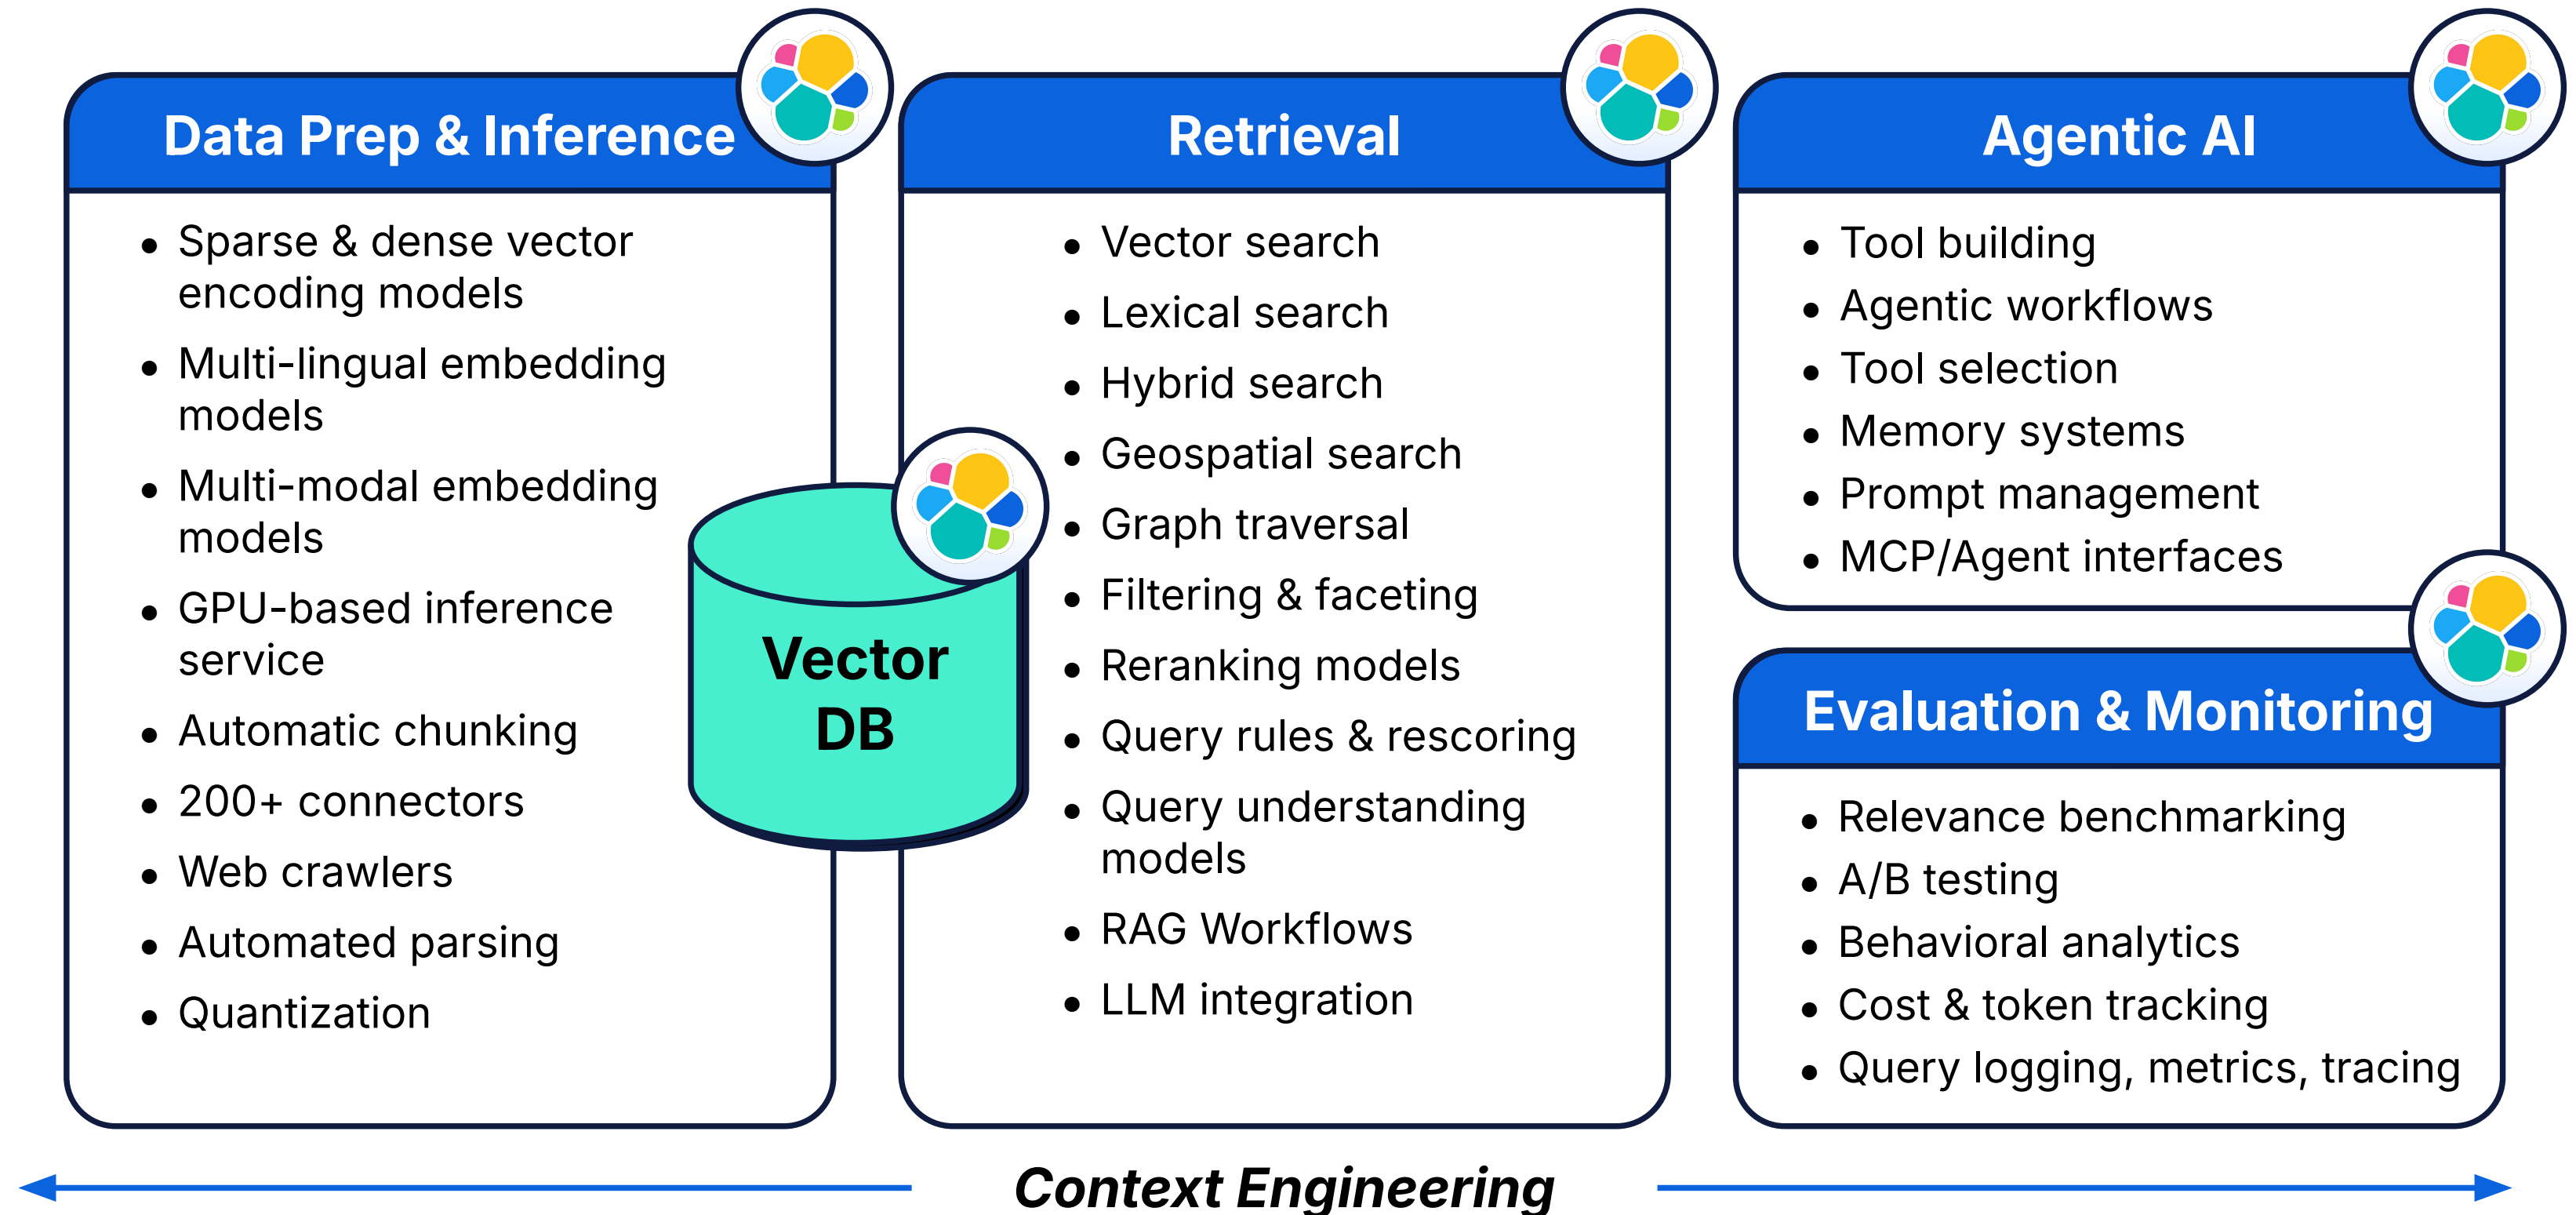 Data Prep & Inference
• Sparse & dense vector
encoding models
• Multi-lingual embedding
models
• Multi-modal embedding
models
• GPU-based inference
service
• Automatic chunking
• 200+ connectors
• Web crawlers
• Automated parsing
• Quantization
Vector
DB
Retrieval
• Vector search
• Lexical search
• Hybrid search
• Geospatial search
• Graph traversal
• Filtering & faceting
• Reranking models
• Query rules & rescoring
• Query understanding
models
• RAG Workflows
• LLM integration
Agentic AI
• Tool building
• Agentic workflows
• Tool selection
• Memory systems
• Prompt management
• MCP/Agent interfaces
Evaluation & Monitoring
• Relevance benchmarking
• A/B testing
• Behavioral analytics
• Cost & token tracking
• Query logging, metrics, tracing
Context Engineering